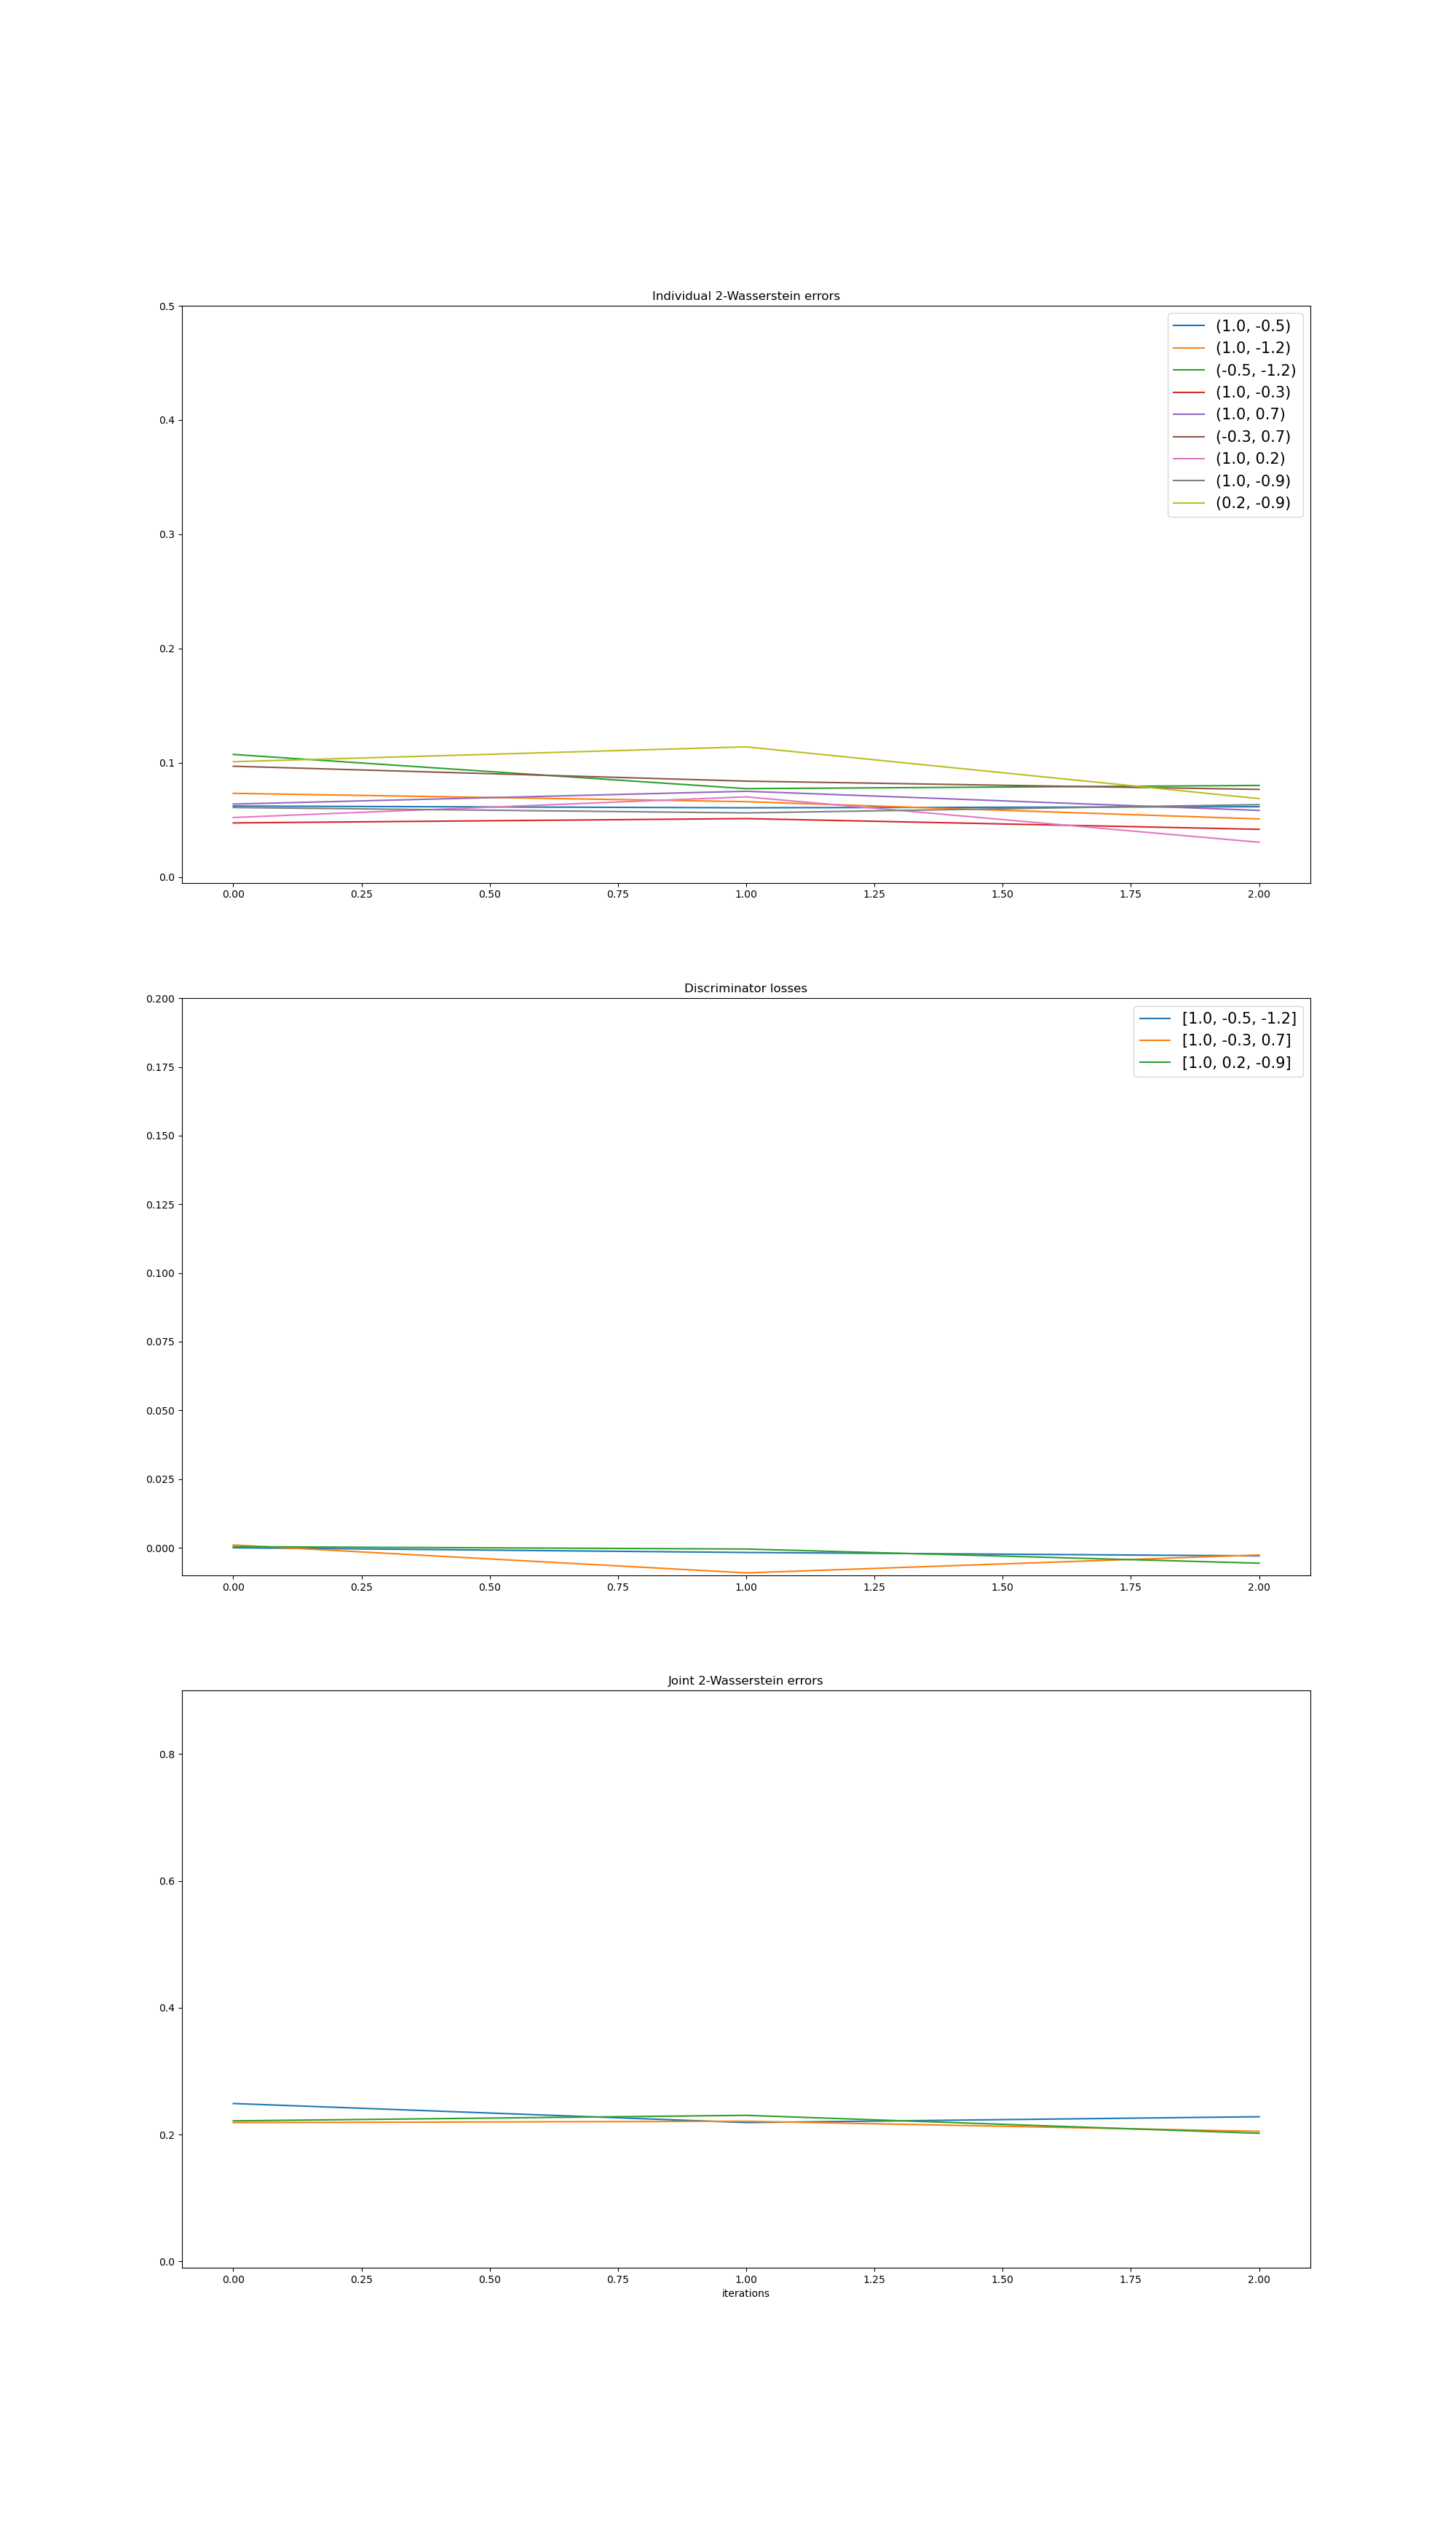 Individual 2-Wasserstein errors
0.5
0.4
0.3
0.2
0.1
0.0
(1.0, -0.5)
(1.0, -1.2)
(-0.5, -1.2)
(1.0, -0.3)
(1.0, 0.7)
(-0.3, 0.7)
(1.0, 0.2)
(1.0, -0.9)
(0.2, -0.9)
0.00 0.25 0.50 0.75 1.00 1.25 1.50 1.75 2.00
Discriminator losses
0.200
0.175
0.150
0.125
0.100
0.075
0.050
0.025
0.000
[1.0, -0.5, -1.2]
[1.0, -0.3, 0.7]
[1.0, 0.2, -0.9]
0.00 0.25 0.50 0.75 1.00 1.25 1.50 1.75 2.00
Joint 2-Wasserstein errors
0.8
0.6
0.4
0.2
0.0
0.00 0.25 0.50 0.75 1.00 1.25 1.50 1.75 2.00
iterations